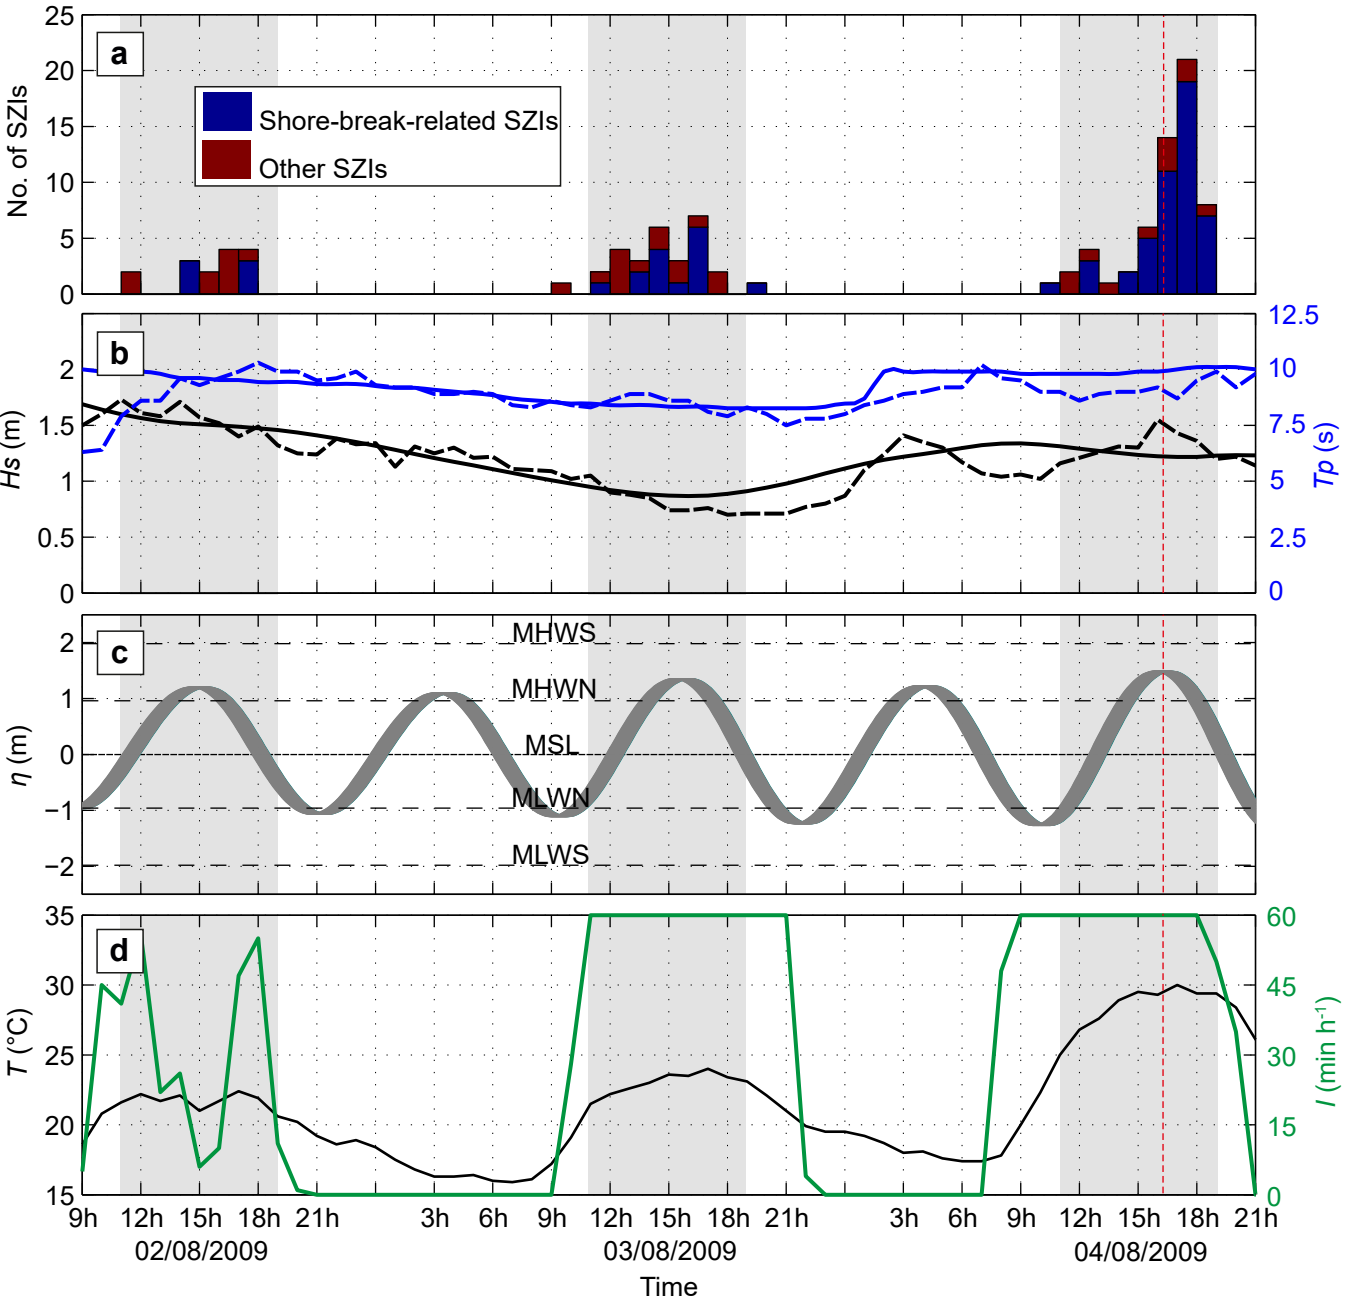 25
20
15
10
5
0
No. of SZIs
a
Shore-break-related SZIs
Other SZIs
b
2
1.5
1
0.5
0
Hs (m)
12.5
10
7.5
5
2.5
0
Tp (s)
c
2
1
0
−1
−2
η (m)
MHWS
MHWN
MSL
MLWN
MLWS
d
35
30
25
20
15
T (°C)
60
45
30
15
0
I (min h-1)
9h 12h 15h 18h 21h 3h 6h 9h 12h 15h 18h 21h 3h 6h 9h 12h 15h 18h 21h
02/08/2009 03/08/2009 04/08/2009
Time